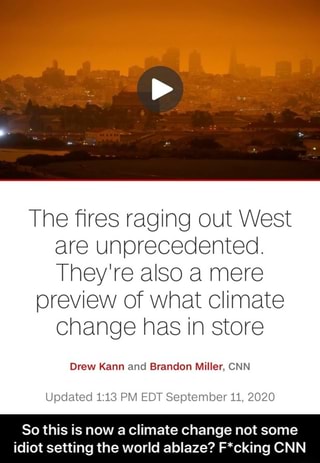 The fires raging out West
are unprecedented.
They're also a mere
preview of what climate
change has in store
Drew Kann and Brandon Miller, CNN
Updated 1:13 PM EDT September 11, 2020
So this is now a climate change not some
idiot setting the world ablaze? F*cking CNN